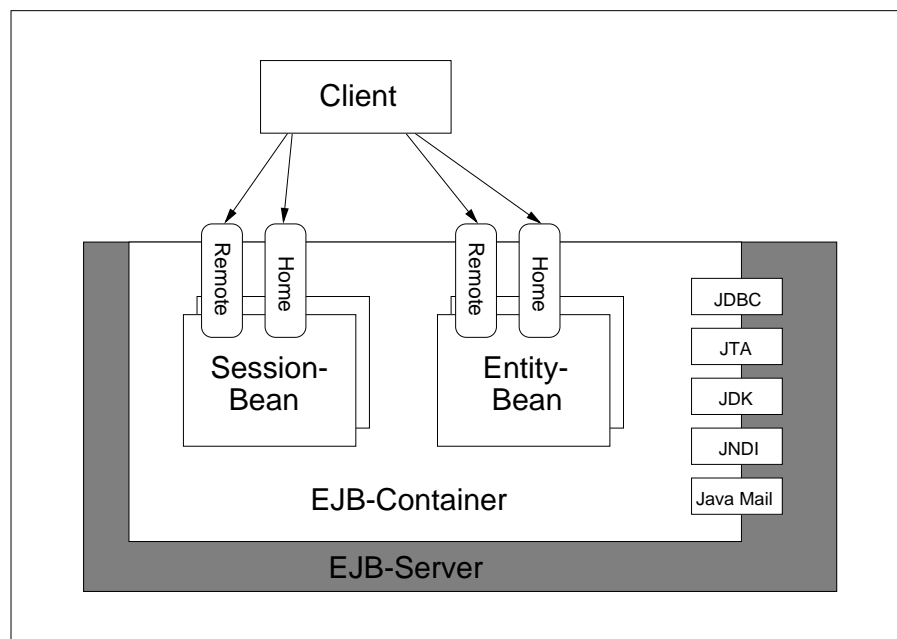 Client
Remote
Home
Remote
Home
JDBC
JTA
JDK
JNDI
Java Mail
Session-
Bean
Entity-
Bean
EJB-Container
EJB-Server